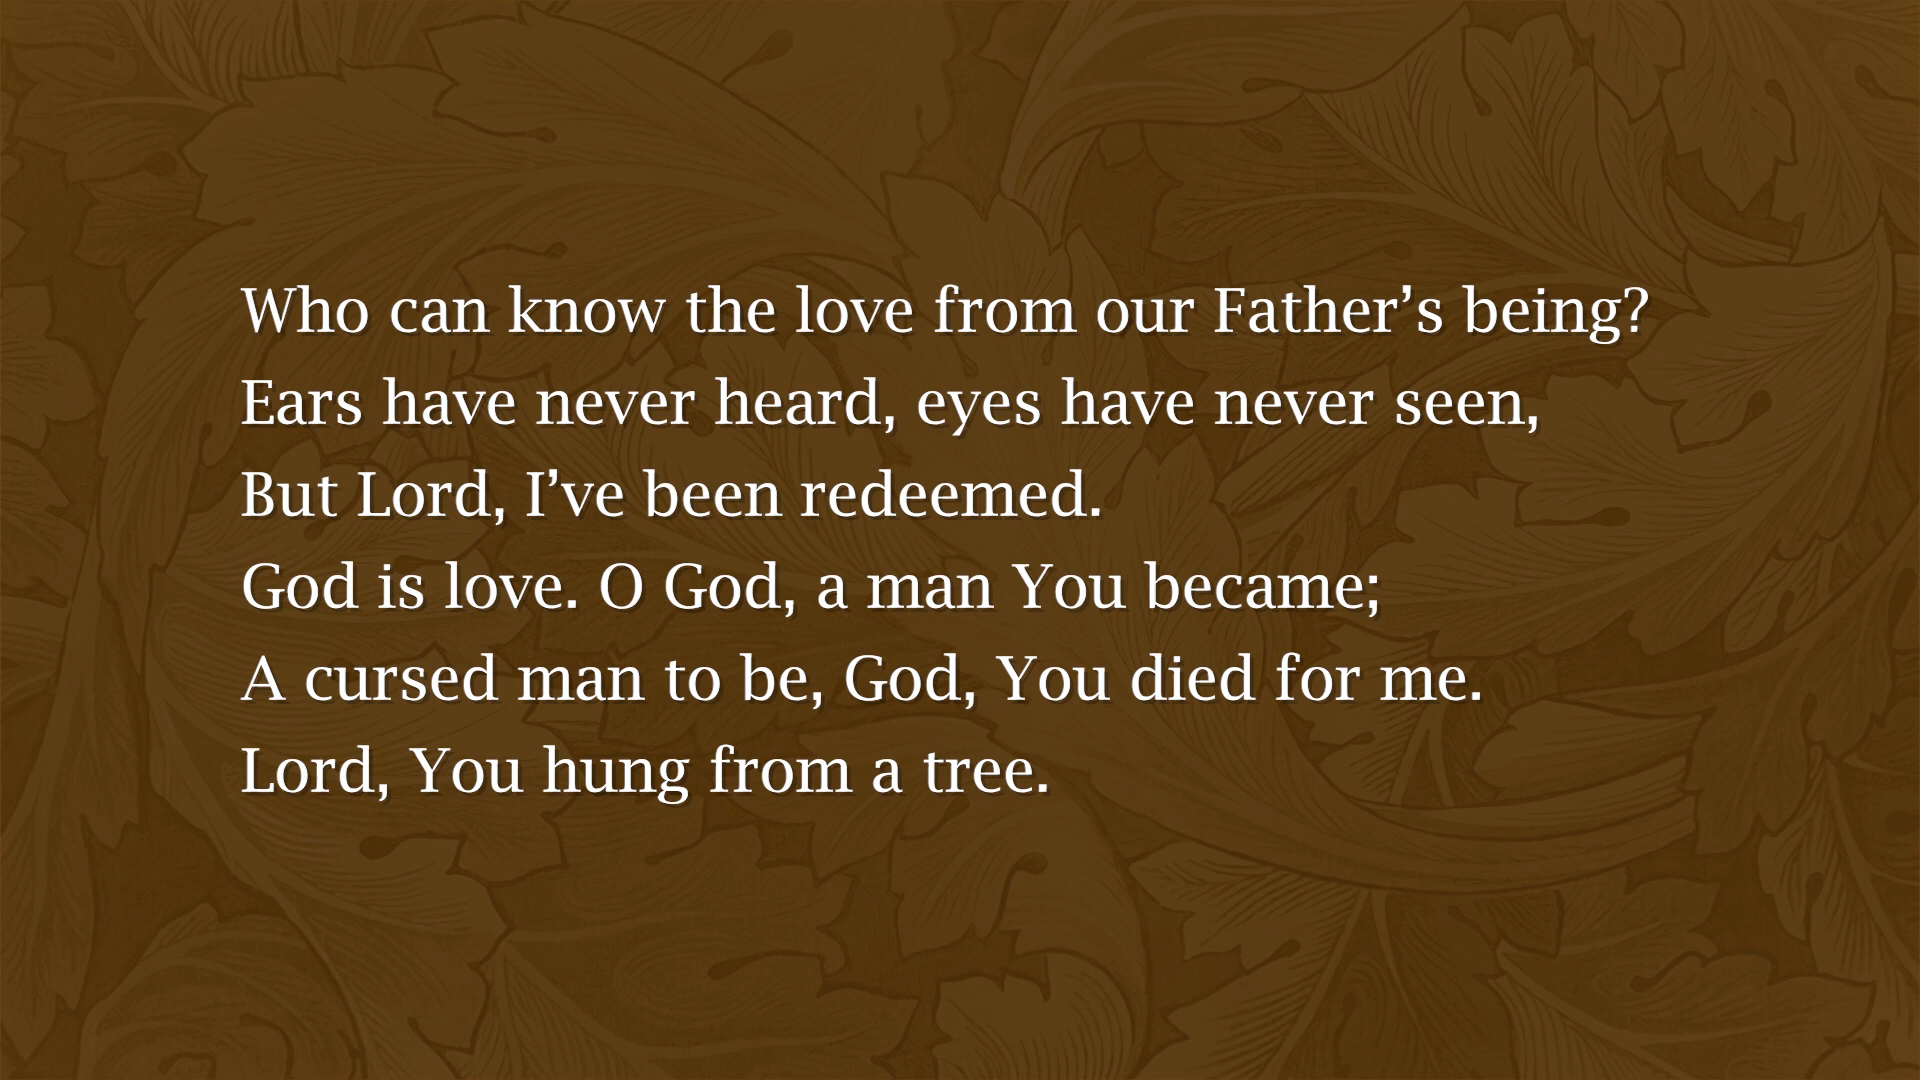 Who can know the love from our Father’s being?
Ears have never heard, eyes have never seen,
But Lord, I’ve been redeemed.
God is love. O God, a man You became;
A cursed man to be, God, You died for me.
Lord, You hung from a tree.